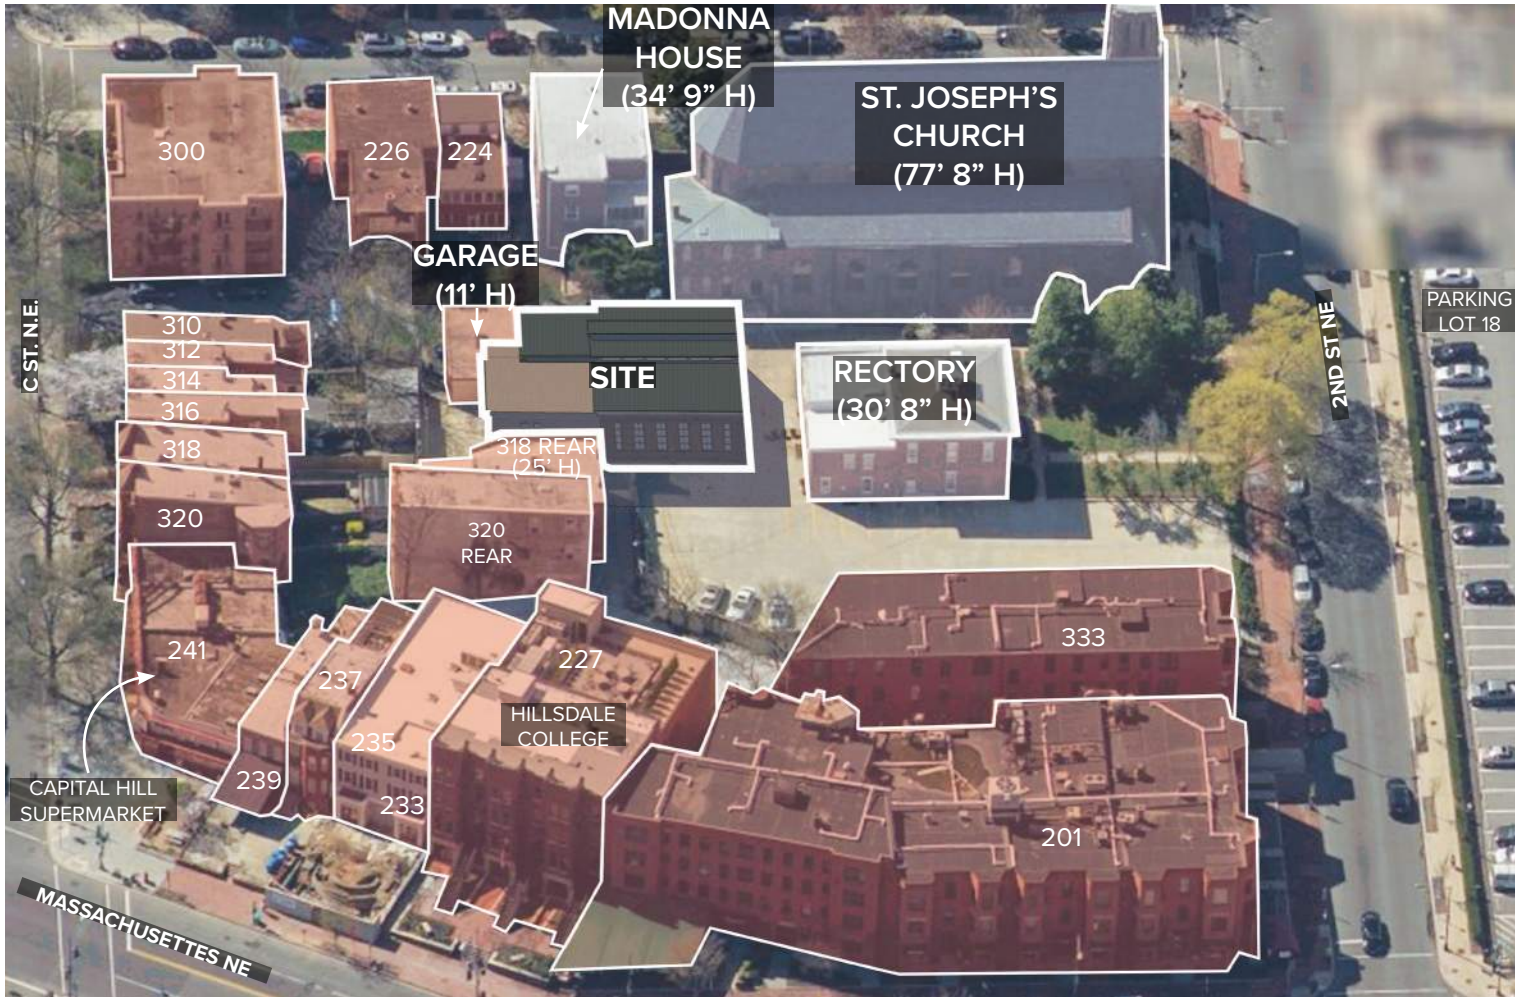 MADONNA
HOUSE
(34’ 9” H)
ST. JOSEPH’S
CHURCH
(77’ 8” H)
300
226
224
GARAGE
(11’ H)
C ST. N.E.
310
312
314
316
318
320
SITE
318 REAR
(25’ H)
320
REAR
RECTORY
(30’ 8” H)
2ND ST NE
PARKING
LOT 18
241
237
235
239
233
227
HILLSDALE
COLLEGE
333
201
CAPITAL HILL
SUPERMARKET
MASSACHUSETTES NE